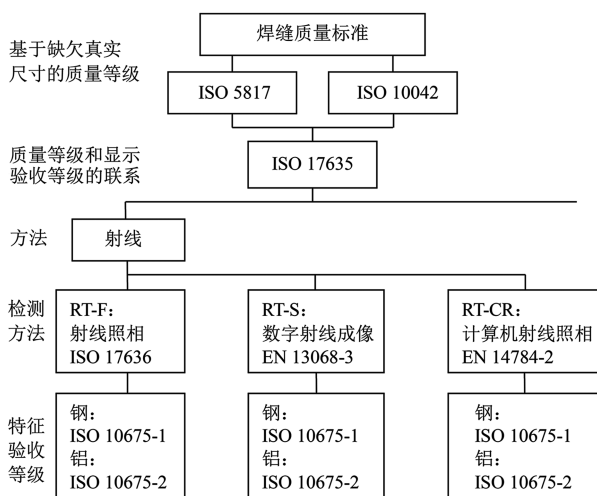 焊缝质量标准
基于缺欠真实
尺寸的质量等级
ISO 5817
ISO 10042
质量等级和显示
验收等级的联系
ISO 17635
方法
射线
检测
方法
RT-F：
射线照相
ISO 17636
RT-S：
数字射线成像
EN 13068-3
RT-CR：
计算机射线照相
EN 14784-2
特征
验收
等级
钢：
ISO 10675-1
铝：
ISO 10675-2
钢：
ISO 10675-1
铝：
ISO 10675-2
钢：
ISO 10675-1
铝：
ISO 10675-2